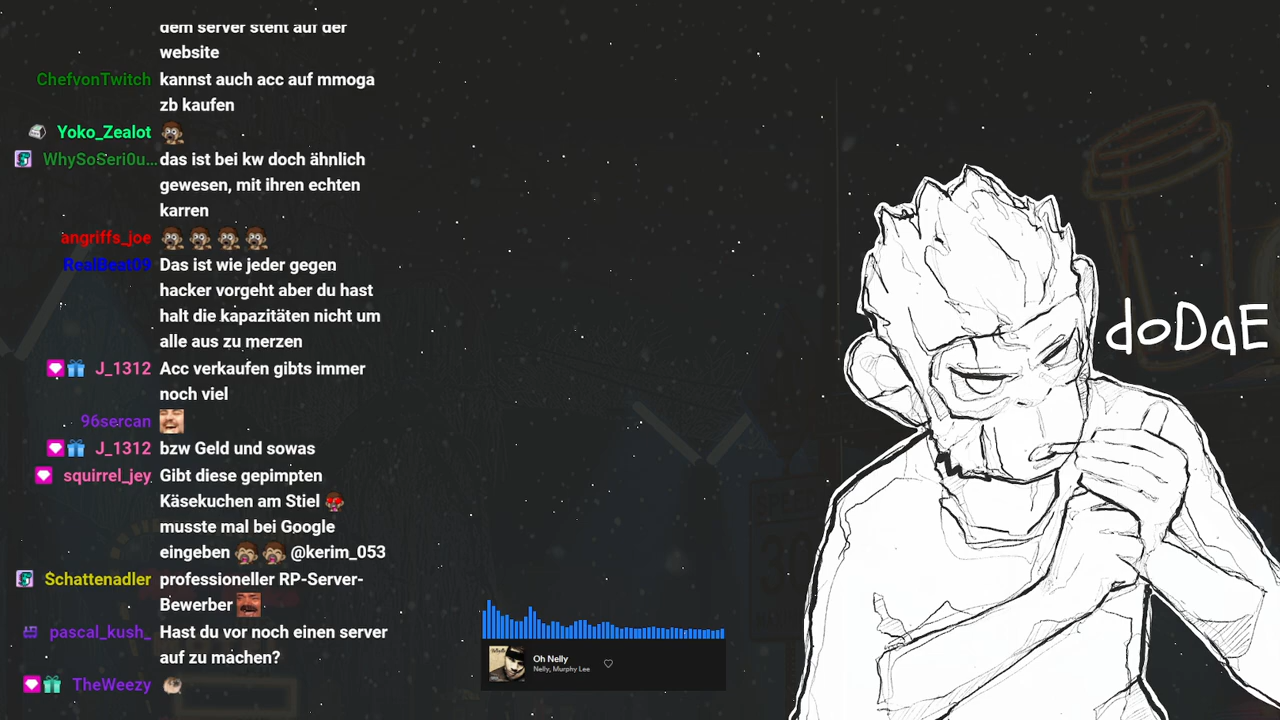 dem server steht auf der
website
ChefvonTwitch kannst auch acc auf mmoga
zb kaufen
Yoko_Zealot
WhySoSeri0u... das ist bei kw doch ähnlich
gewesen, mit ihren echten
karren
angriffs_joe
RealBeat09 Das ist wie jeder gegen
hacker vorgeht aber du hast
halt die kapazitäten nicht um
alle aus zu merzen
J_1312 Acc verkaufen gibts immer
noch viel
96sercan
J_1312 bzw Geld und sowas
squirrel_jey Gibt diese gepimpten
Käsekuchen am Stiel
musste mal bei Google
eingeben @kerim_053
Schattenadler professioneller RP-Server-
Bewerber
pascal_kush_ Hast du vor noch einen server
auf zu machen?
TheWeezy
Oh Nelly
Nelly, Murphy Lee
doDaE